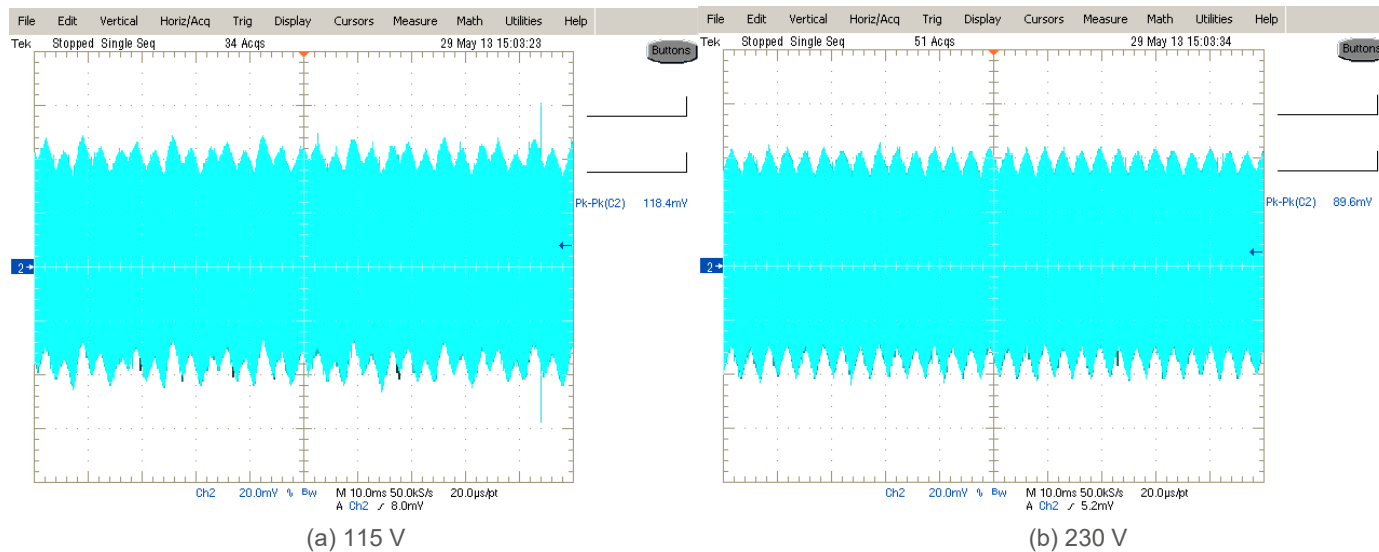 File Edit Vertical Horiz/Acq Trig Display Cursors Measure Math Utilities Help
Tek Stopped Single Seq 34 Acqs 29 May 13 15:03:23
Buttons
Pk-Pk(C2) 118.4mV
2
Ch2 20.0mV % Bw M 10.0ms 50.0kS/s 20.0µs/pt
A Ch2 / 8.0mV
(a) 115 V
File Edit Vertical Horiz/Acq Trig Display Cursors Measure Math Utilities Help
Tek Stopped Single Seq 51 Acqs 29 May 13 15:03:34
Buttons
Pk-Pk(C2) 89.6mV
2
Ch2 20.0mV % Bw M 10.0ms 50.0kS/s 20.0µs/pt
A Ch2 / 5.2mV
(b) 230 V